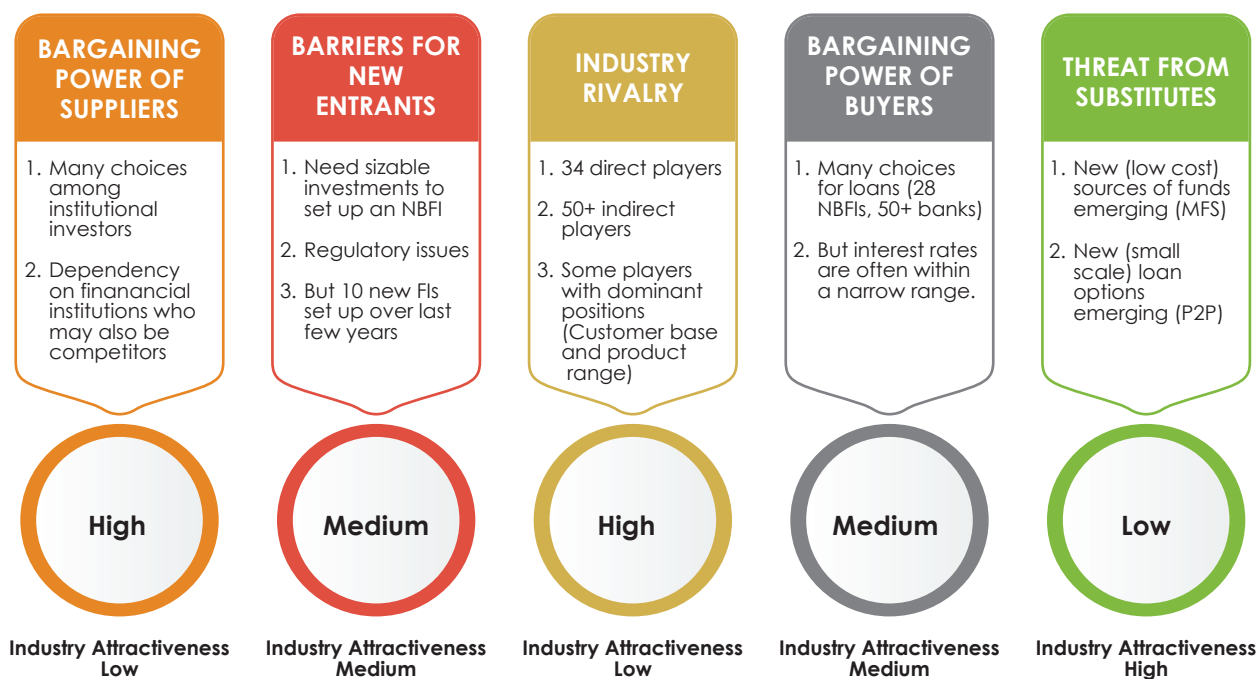 BARGAINING
POWER OF
SUPPLIERS
1. Many choices
among
institutional
investors
2. Dependency
on finanancial
institutions who
may also be
competitors
High
Industry Attractiveness
Low
BARRIERS FOR
NEW
ENTRANTS
1. Need sizable
investments to
set up an NBFI
2. Regulatory issues
3. But 10 new FIs
set up over last
few years
Medium
Industry Attractiveness
Medium
INDUSTRY
RIVALRY
1. 34 direct players
2. 50+ indirect
players
3. Some players
with dominant
positions
(Customer base
and product
range)
High
Industry Attractiveness
Low
BARGAINING
POWER OF
BUYERS
1. Many choices
for loans (28
NBFIs, 50+ banks)
2. But interest rates
are often within
a narrow range.
Medium
Industry Attractiveness
Medium
THREAT FROM
SUBSTITUTES
1. New (low cost)
sources of funds
emerging (MFS)
2. New (small
scale) loan
options
emerging (P2P)
Low
Industry Attractiveness
High